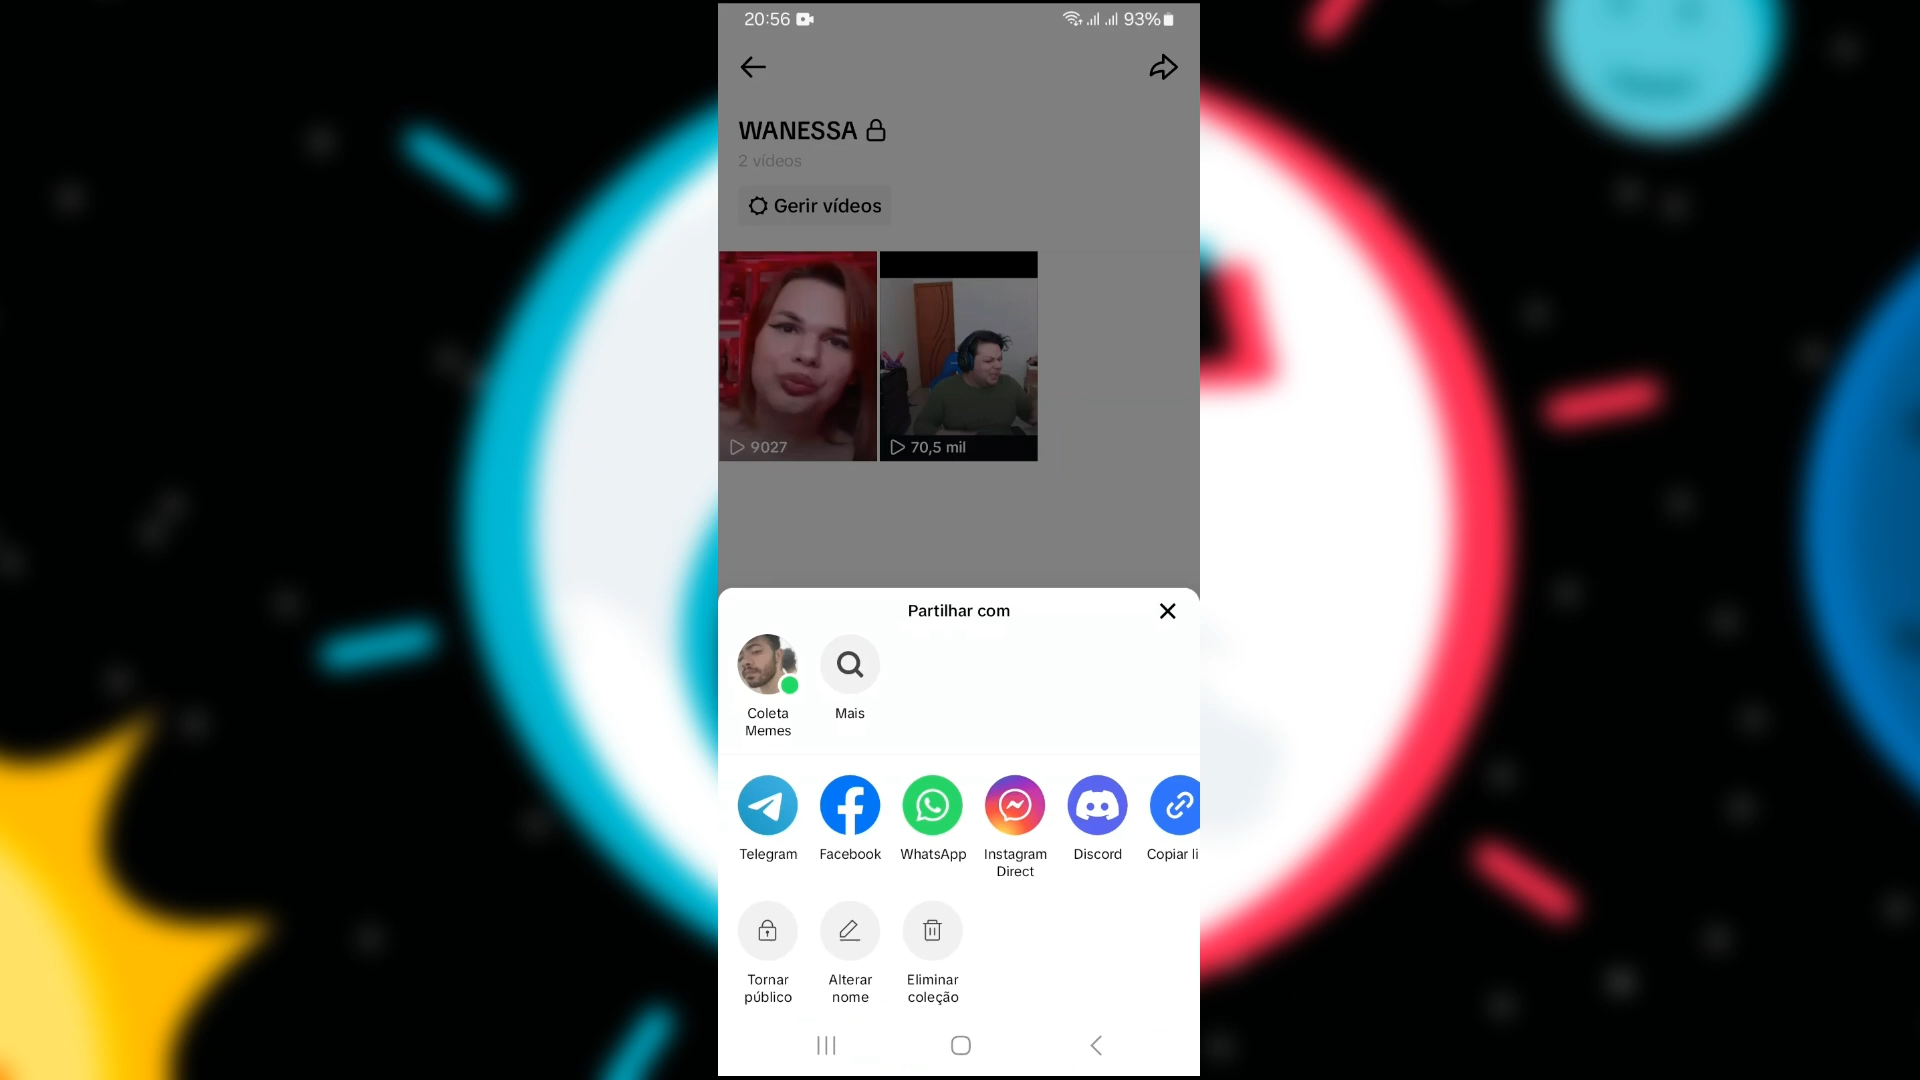 20:56
93%
WANESSA
2 vídeos
Gerir vídeos
9027
70,5 mil
Partilhar com
Coleta
Memes
Mais
Telegram
Facebook
WhatsApp
Instagram
Direct
Discord
Copiar li
Tornar
público
Alterar
nome
Eliminar
coleção